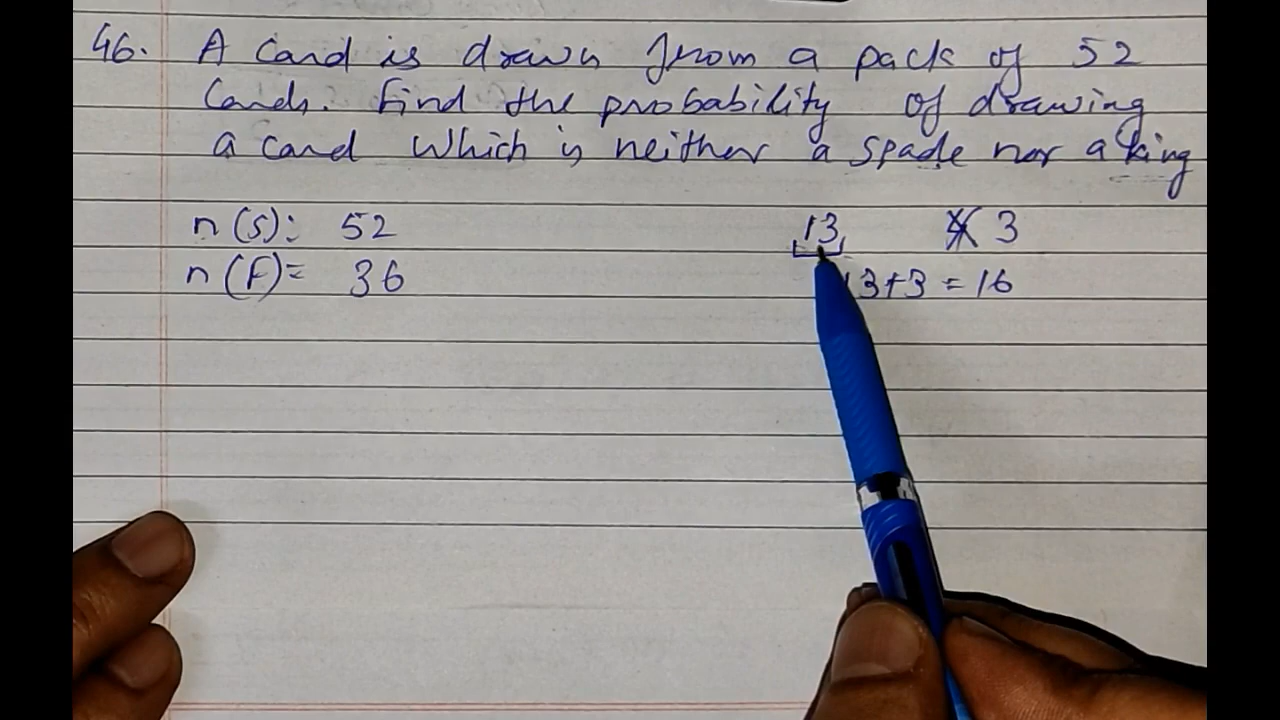 46. A Card is drawn from a pack of 52
Cards. Find the probability of drawing
a card Which is neither a spade nor a king
n(S): 52
13 3
n(F)= 36
13+3 = 16